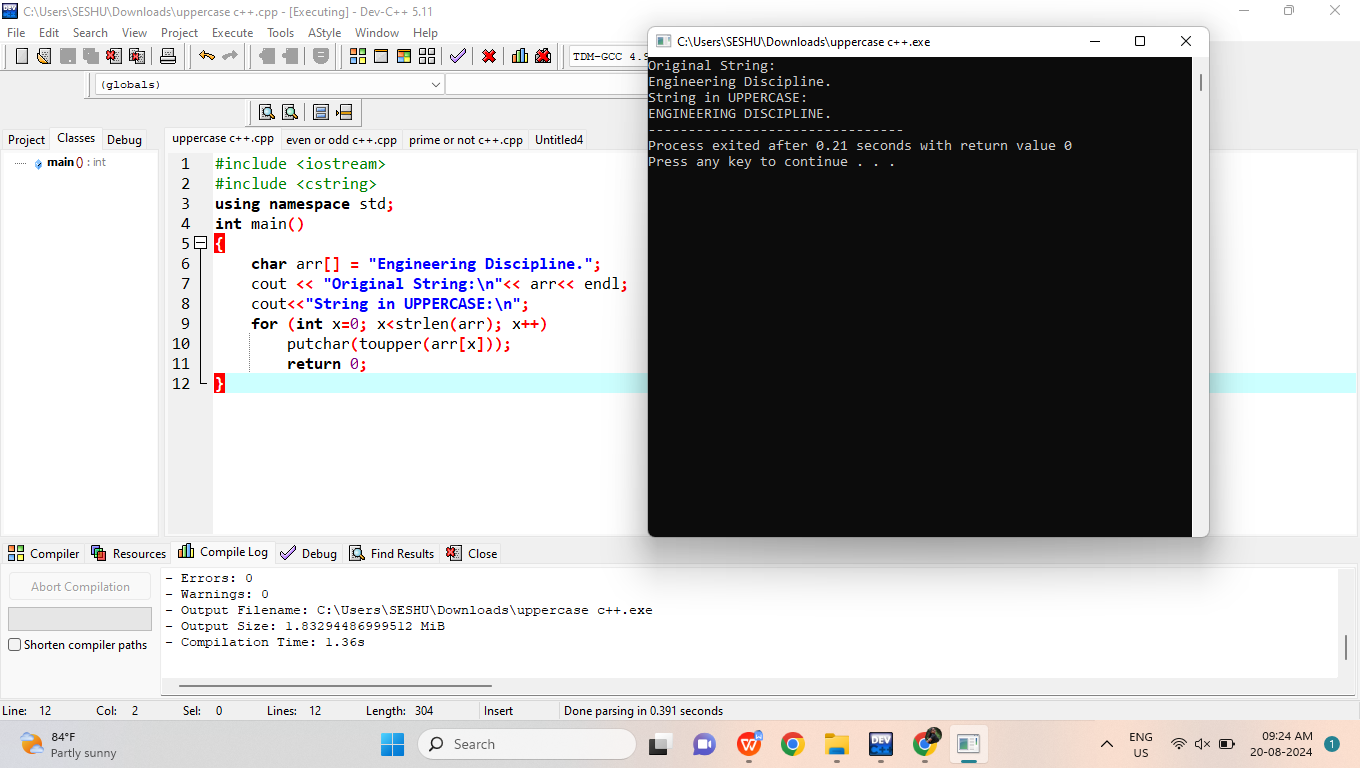 C:\Users\SESHU\Downloads\uppercase c++.cpp - [Executing] - Dev-C++ 5.11
File Edit Search View Project Execute Tools AStyle Window Help
TDM-GCC 4.9
(globals)
Project Classes Debug
main () : int
uppercase c++.cpp even or odd c++.cpp prime or not c++.cpp Untitled4
1 #include <iostream>
2 #include <cstring>
3 using namespace std;
4 int main()
5 {
6 char arr[] = "Engineering Discipline.";
7 cout << "Original String:\n"<< arr<< endl;
8 cout<<"String in UPPERCASE:\n";
9 for (int x=0; x<strlen(arr); x++)
10 putchar(toupper(arr[x]));
11 return 0;
12 }
C:\Users\SESHU\Downloads\uppercase c++.exe
Original String:
Engineering Discipline.
String in UPPERCASE:
ENGINEERING DISCIPLINE.
--------------------------------
Process exited after 0.21 seconds with return value 0
Press any key to continue . . .
Compiler Resources Compile Log Debug Find Results Close
Abort Compilation
Shorten compiler paths
- Errors: 0
- Warnings: 0
- Output Filename: C:\Users\SESHU\Downloads\uppercase c++.exe
- Output Size: 1.83294486999512 MiB
- Compilation Time: 1.36s
Line: 12 Col: 2 Sel: 0 Lines: 12 Length: 304 Insert Done parsing in 0.391 seconds
84°F
Partly sunny
Search
DEV
ENG
US
09:24 AM
20-08-2024
1